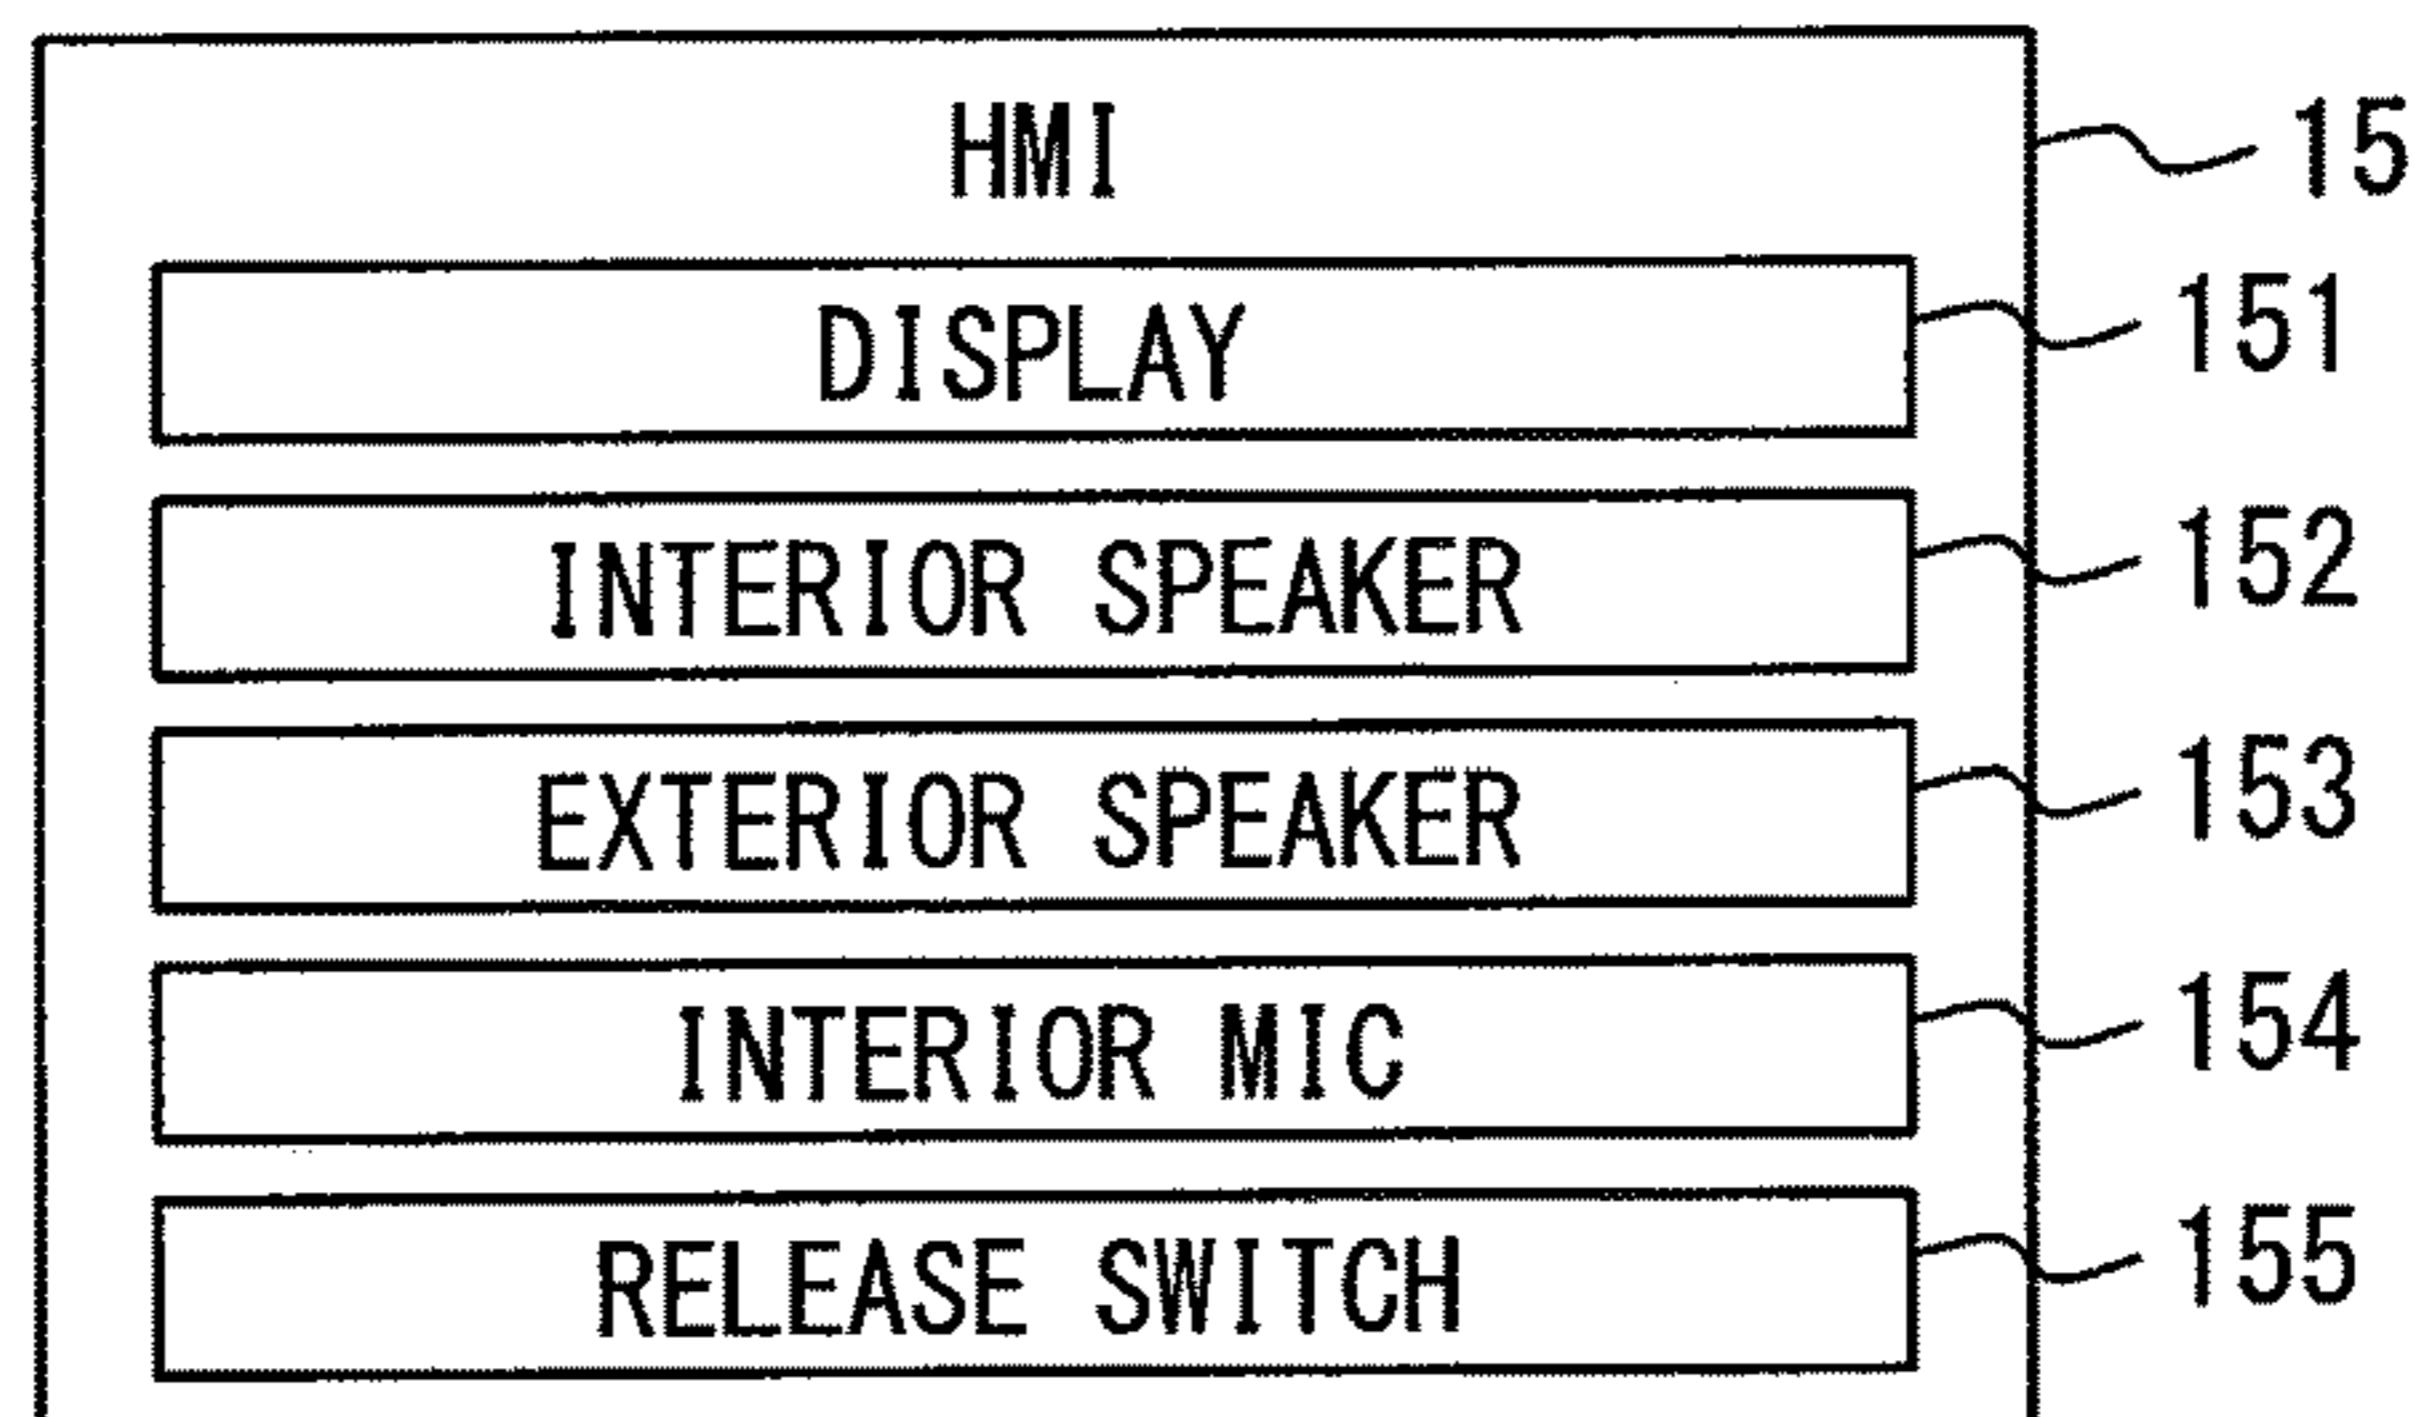 HMI 15
DISPLAY 151
INTERIOR SPEAKER 152
EXTERIOR SPEAKER 153
INTERIOR MIC 154
RELEASE SWITCH 155